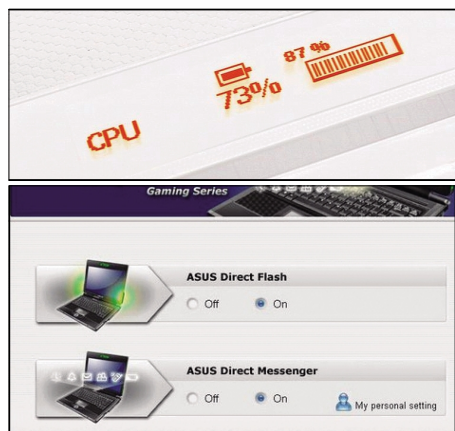 87%
73%
CPU
Gaming Series
ASUS Direct Flash
Off On
ASUS Direct Messenger
Off On
My personal setting